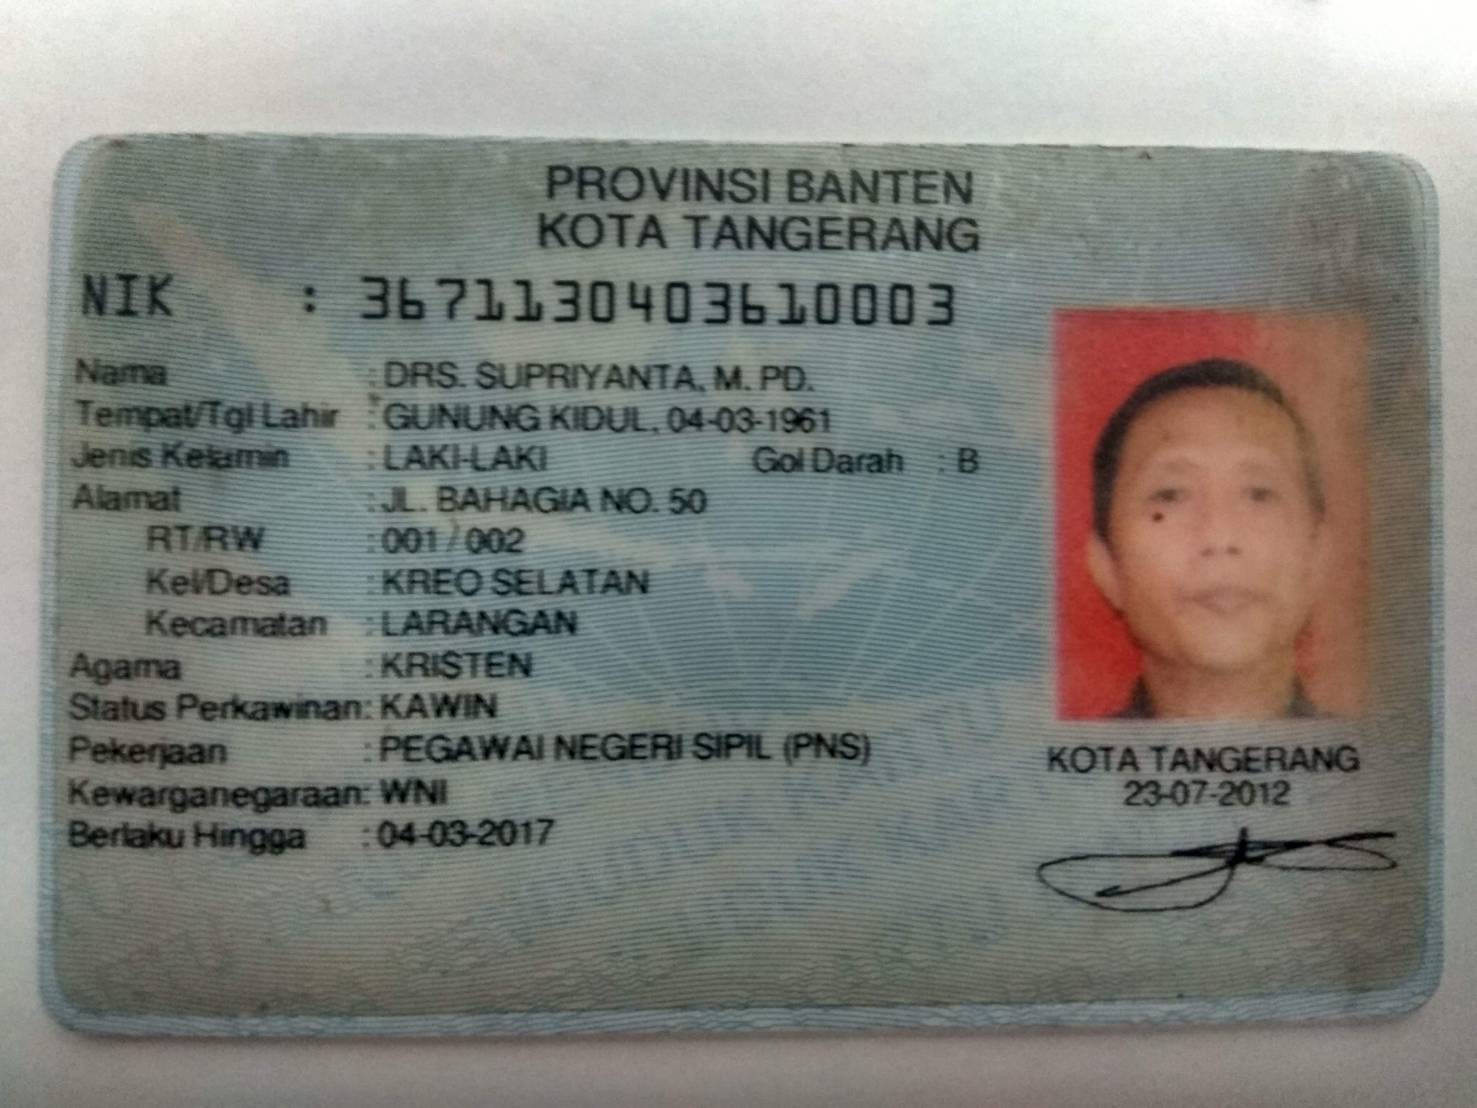 PROVINSI BANTEN
KOTA TANGERANG
NIK : 3671130403610003
Nama : DRS. SUPRIYANTA, M. PD.
Tempat/Tgl Lahir : GUNUNG KIDUL, 04-03-1961
Jenis Kelamin : LAKI-LAKI Gol Darah : B
Alamat : JL. BAHAGIA NO. 50
RT/RW : 001 / 002
Kel/Desa : KREO SELATAN
Kecamatan : LARANGAN
Agama : KRISTEN
Status Perkawinan: KAWIN
Pekerjaan : PEGAWAI NEGERI SIPIL (PNS)
Kewarganegaraan: WNI
Berlaku Hingga : 04-03-2017
KOTA TANGERANG
23-07-2012